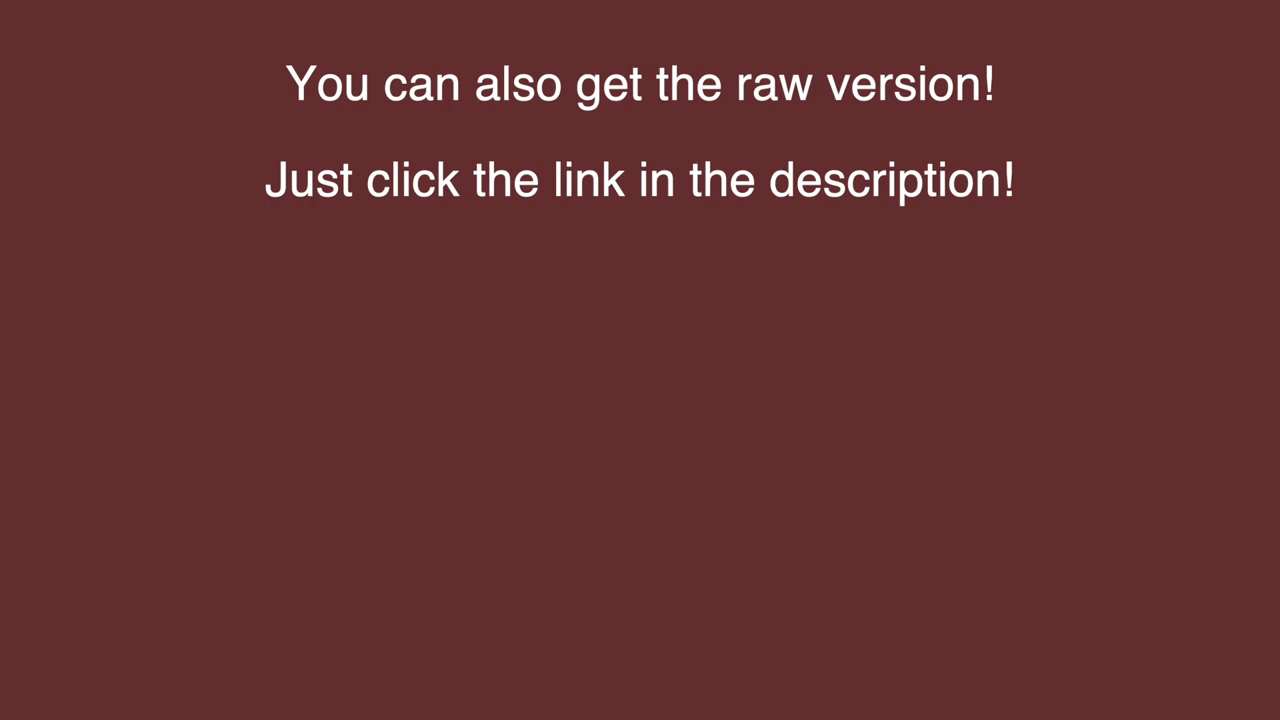 You can also get the raw version!
Just click the link in the description!